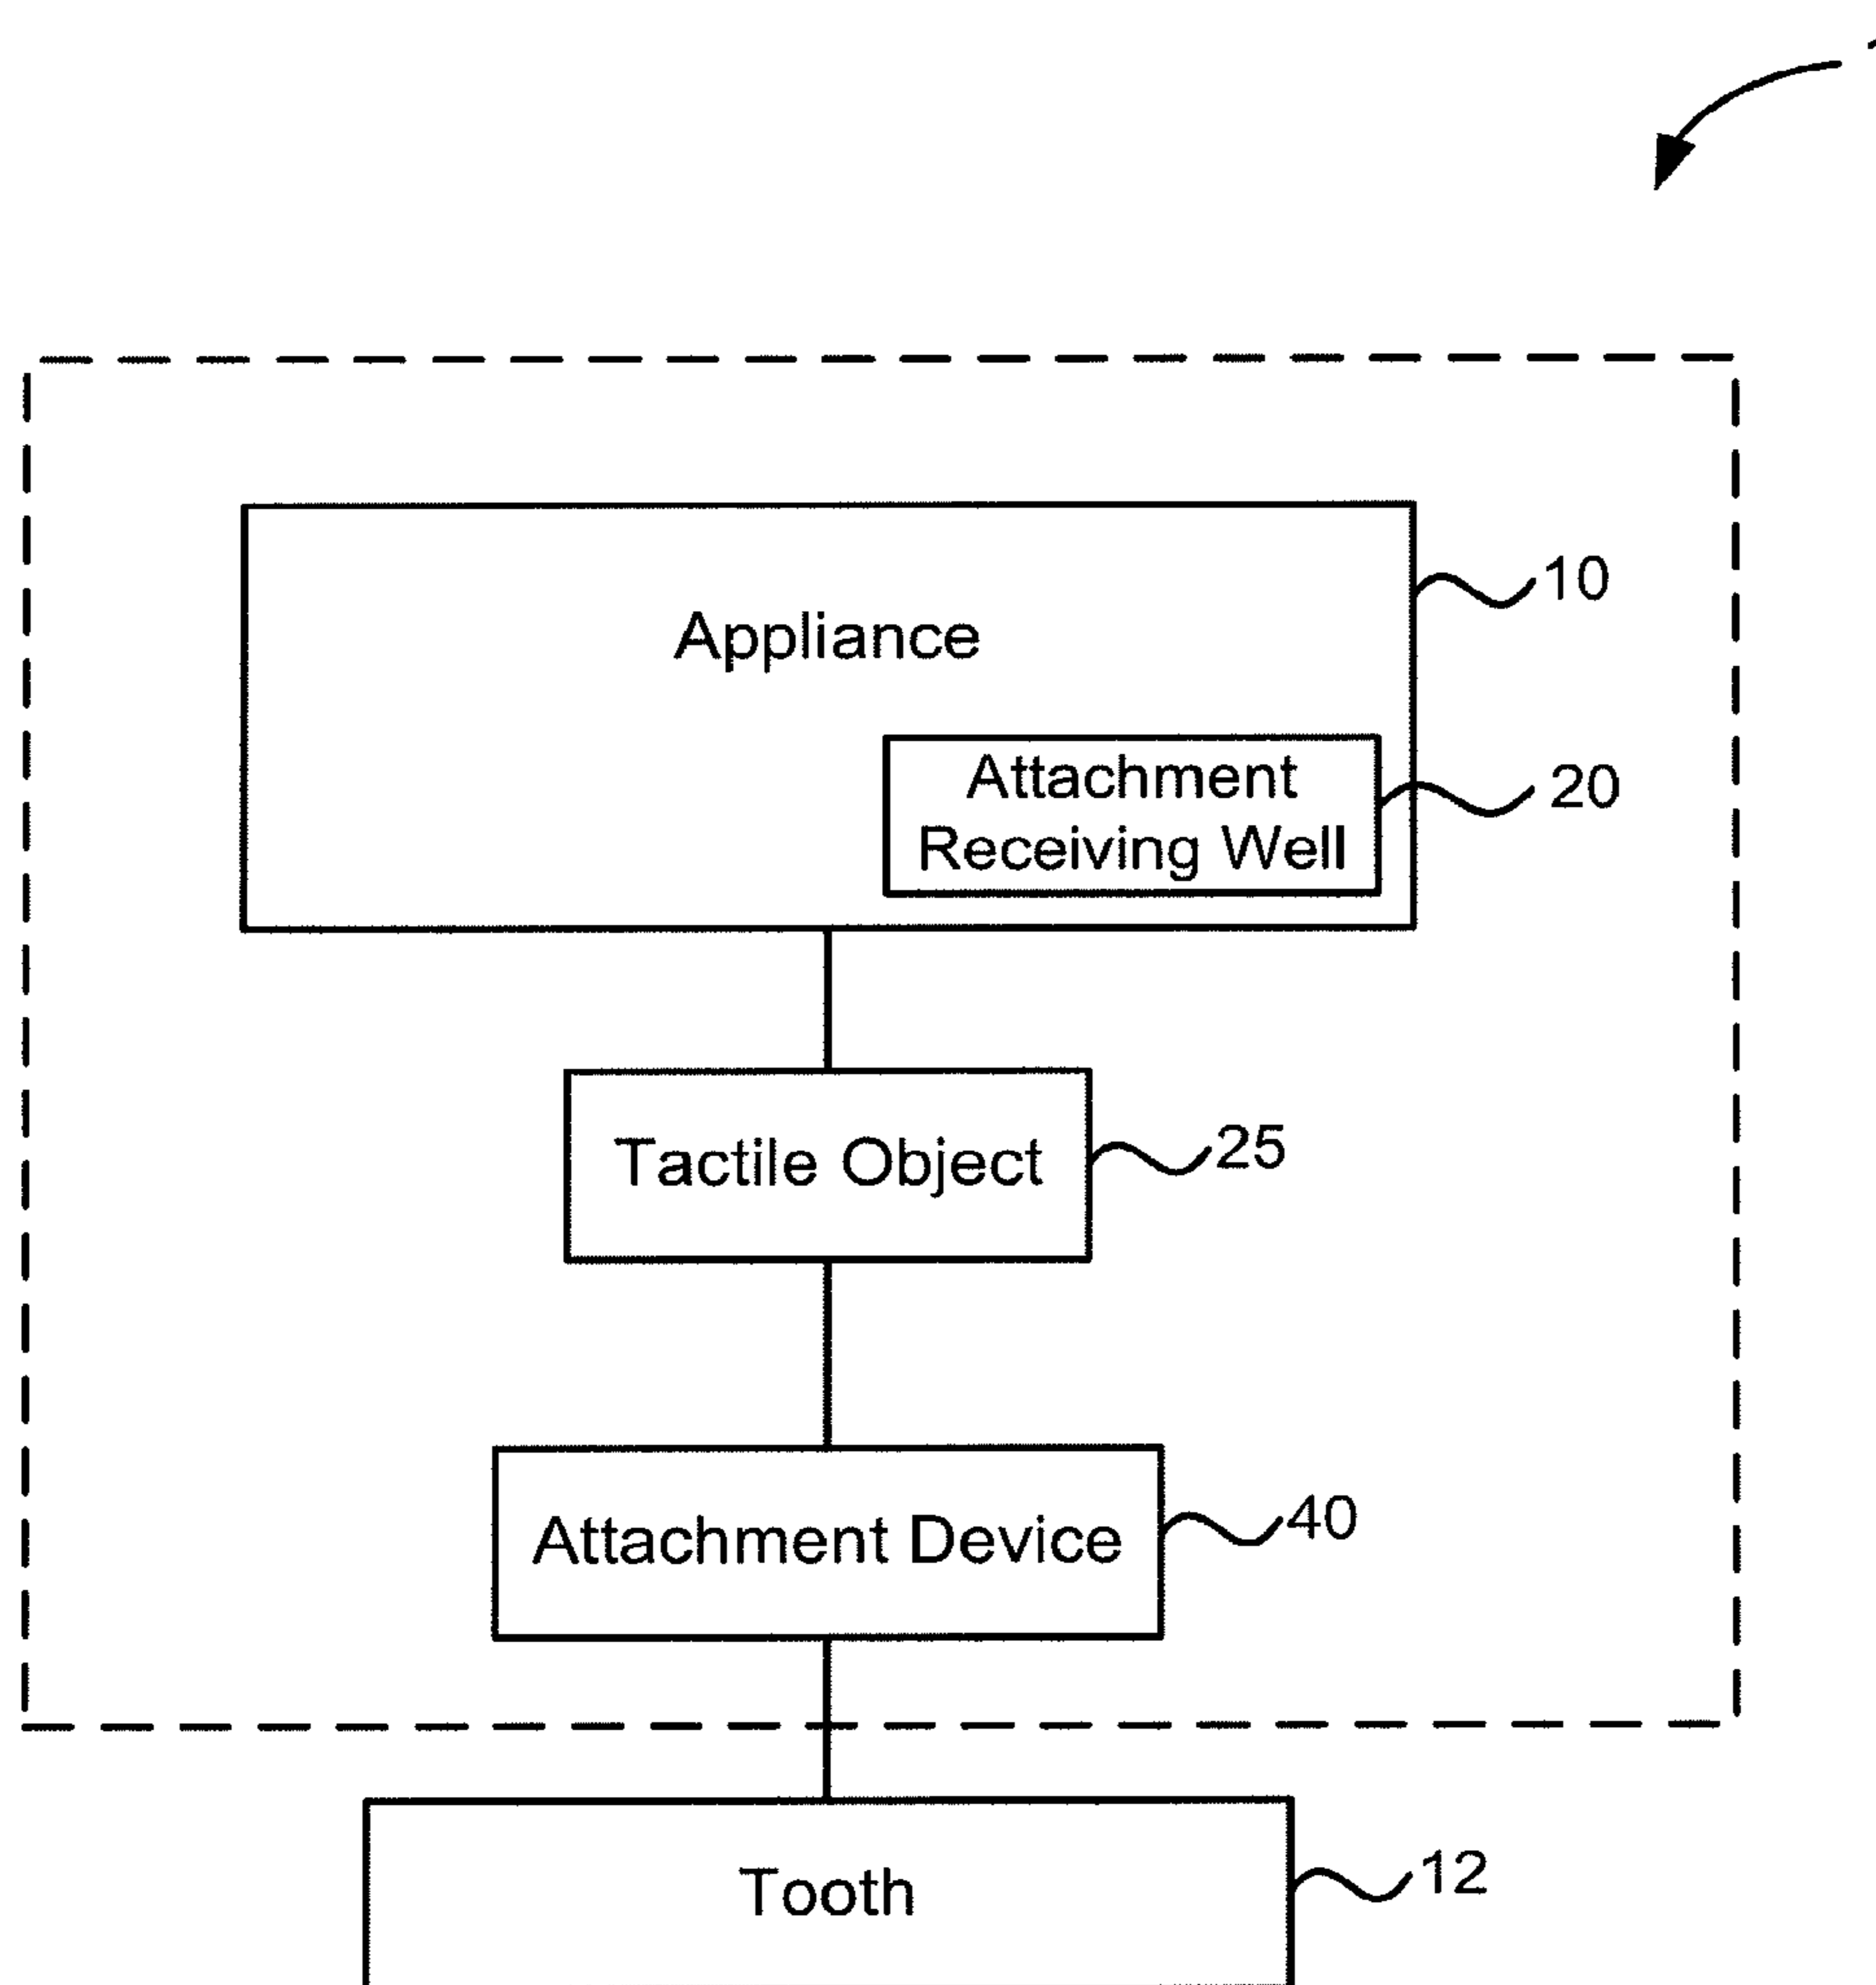 Appliance
10
Attachment
Receiving Well
20
Tactile Object
25
Attachment Device
40
Tooth
12